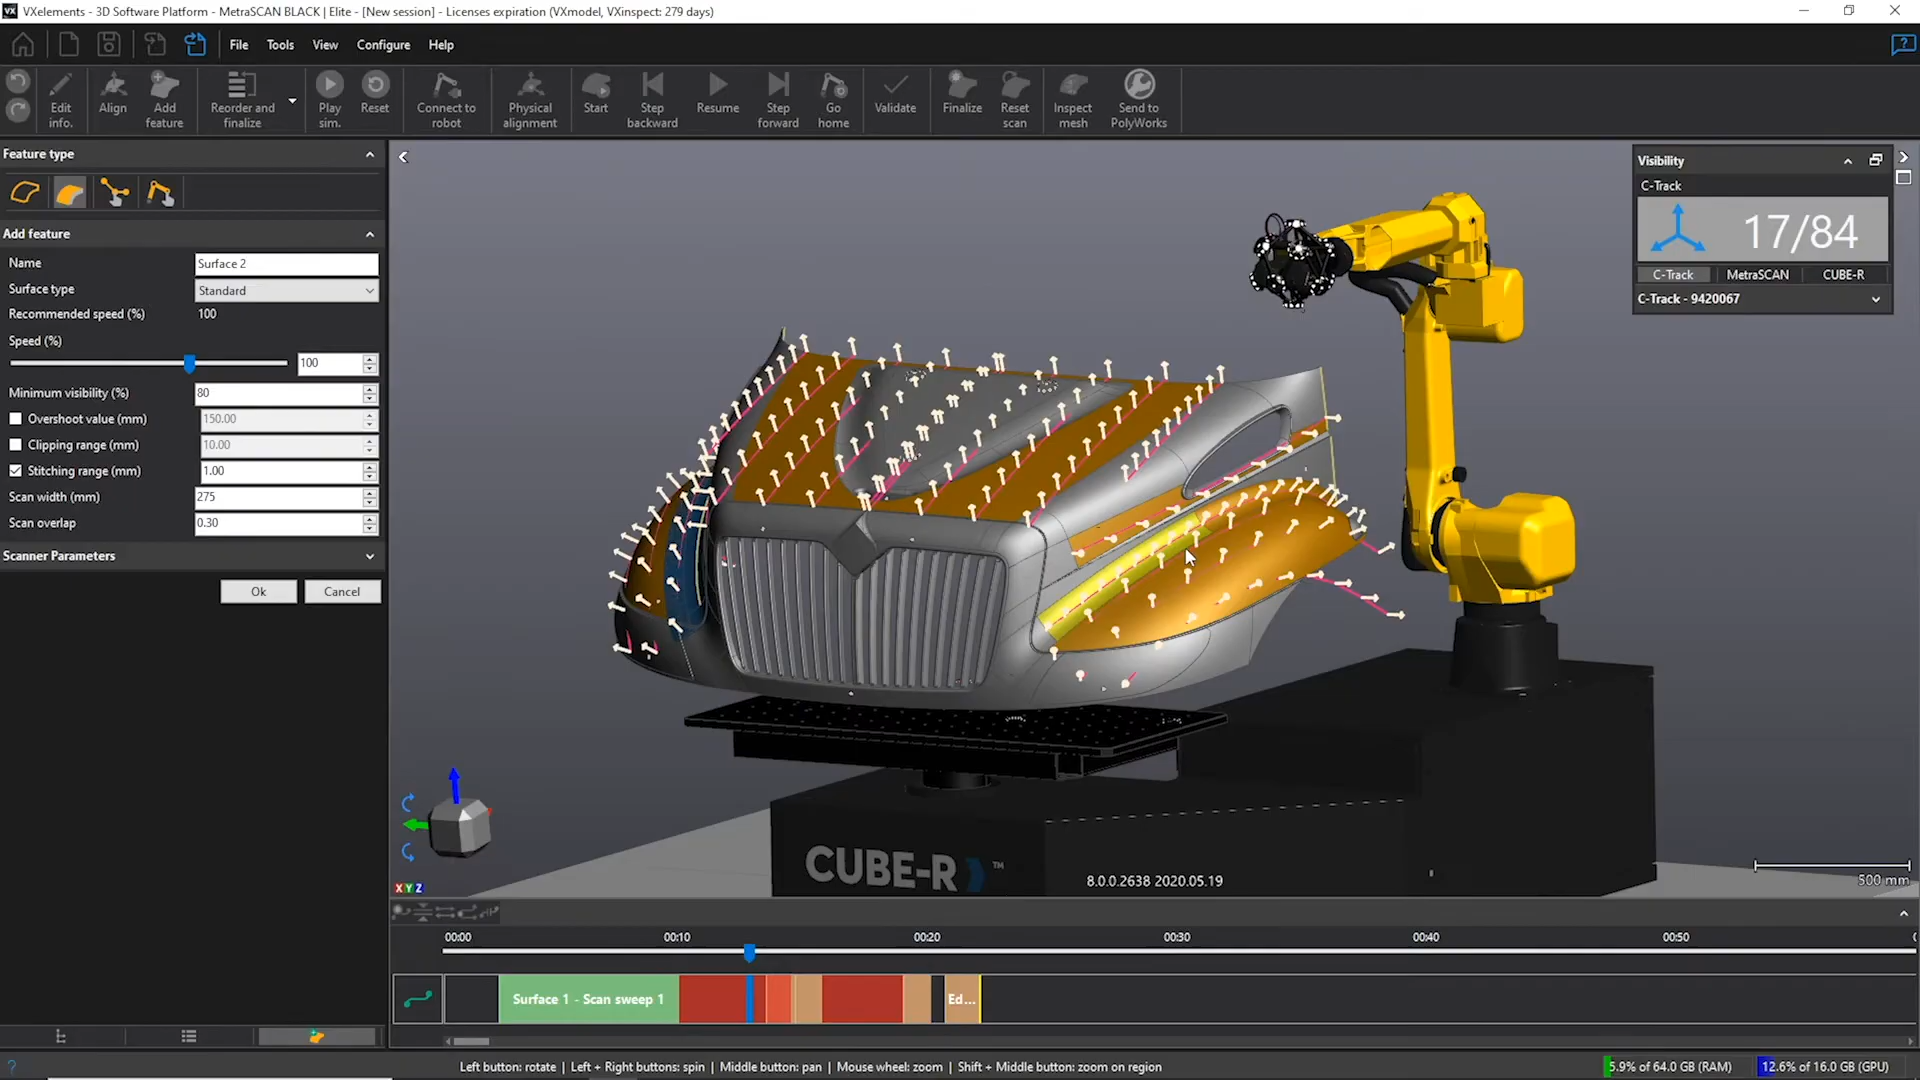 VXelements - 3D Software Platform - MetraSCAN BLACK | Elite - [New session] - Licenses expiration (VXmodel, VXinspect: 279 days)
File Tools View Configure Help
Edit info.
Align
Add feature
Reorder and finalize
Play sim.
Reset
Connect to robot
Physical alignment
Start
Step backward
Resume
Step forward
Go home
Validate
Finalize
Reset scan
Inspect mesh
Send to PolyWorks
Feature type
Add feature
Name Surface 2
Surface type Standard
Recommended speed (%) 100
Speed (%)
100
Minimum visibility (%) 80
Overshoot value (mm) 150.00
Clipping range (mm) 10.00
Stitching range (mm) 1.00
Scan width (mm) 275
Scan overlap 0.30
Scanner Parameters
Ok Cancel
Visibility
C-Track
17/84
C-Track MetraSCAN CUBE-R
C-Track - 9420067
CUBE-R ™
8.0.0.2638 2020.05.19
500 mm
X Y Z
00:00 00:10 00:20 00:30 00:40 00:50
Surface 1 - Scan sweep 1 Ed...
Left button: rotate | Left + Right buttons: spin | Middle button: pan | Mouse wheel: zoom | Shift + Middle button: zoom on region
5.9% of 64.0 GB (RAM) 12.6% of 16.0 GB (GPU)